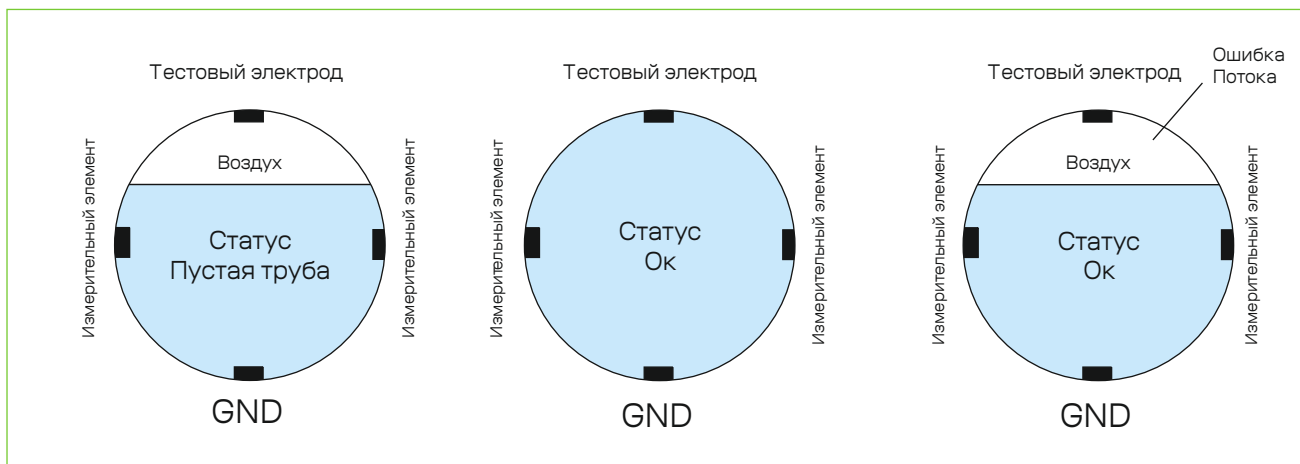 Тестовый электрод
Измерительный элемент
Воздух
Статус
Пустая труба
Измерительный элемент
GND
Тестовый электрод
Измерительный элемент
Статус
Ок
Измерительный элемент
GND
Тестовый электрод
Ошибка
Потока
Измерительный элемент
Воздух
Статус
Ок
Измерительный элемент
GND